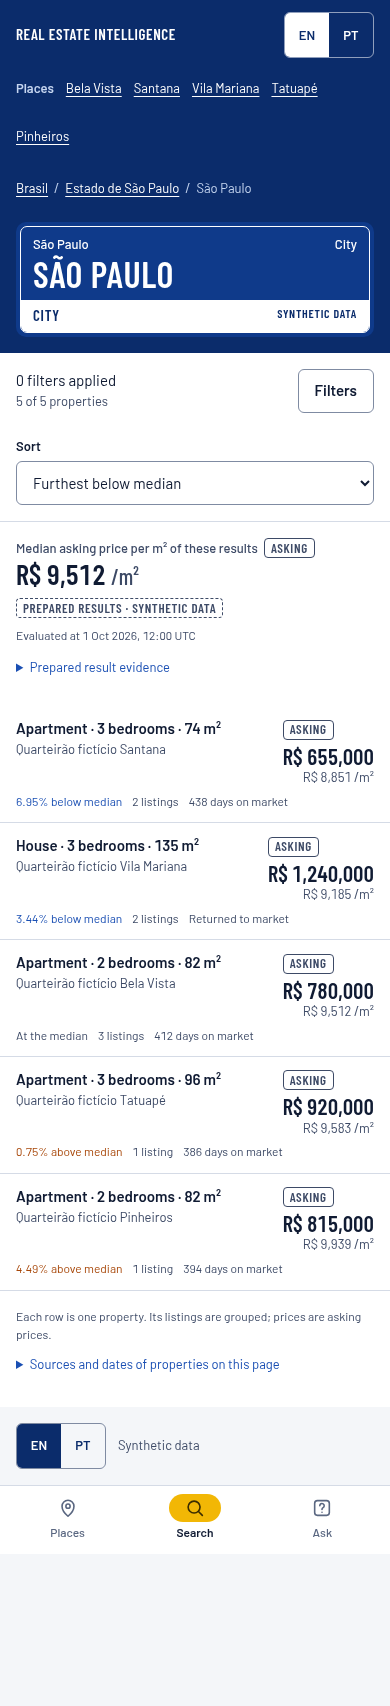 REAL ESTATE INTELLIGENCE
EN PT
Places Bela Vista Santana Vila Mariana Tatuapé
Pinheiros
Brasil / Estado de São Paulo / São Paulo
São Paulo City
SÃO PAULO
CITY SYNTHETIC DATA
0 filters applied
5 of 5 properties
Filters
Sort
Furthest below median
Median asking price per m² of these results ASKING
R$ 9,512 /m²
PREPARED RESULTS · SYNTHETIC DATA
Evaluated at 1 Oct 2026, 12:00 UTC
Prepared result evidence
Apartment · 3 bedrooms · 74 m² ASKING
Quarteirão fictício Santana R$ 655,000
R$ 8,851 /m²
6.95% below median 2 listings 438 days on market
House · 3 bedrooms · 135 m² ASKING
Quarteirão fictício Vila Mariana R$ 1,240,000
R$ 9,185 /m²
3.44% below median 2 listings Returned to market
Apartment · 2 bedrooms · 82 m² ASKING
Quarteirão fictício Bela Vista R$ 780,000
R$ 9,512 /m²
At the median 3 listings 412 days on market
Apartment · 3 bedrooms · 96 m² ASKING
Quarteirão fictício Tatuapé R$ 920,000
R$ 9,583 /m²
0.75% above median 1 listing 386 days on market
Apartment · 2 bedrooms · 82 m² ASKING
Quarteirão fictício Pinheiros R$ 815,000
R$ 9,939 /m²
4.49% above median 1 listing 394 days on market
Each row is one property. Its listings are grouped; prices are asking
prices.
Sources and dates of properties on this page
EN PT Synthetic data
Places Search Ask